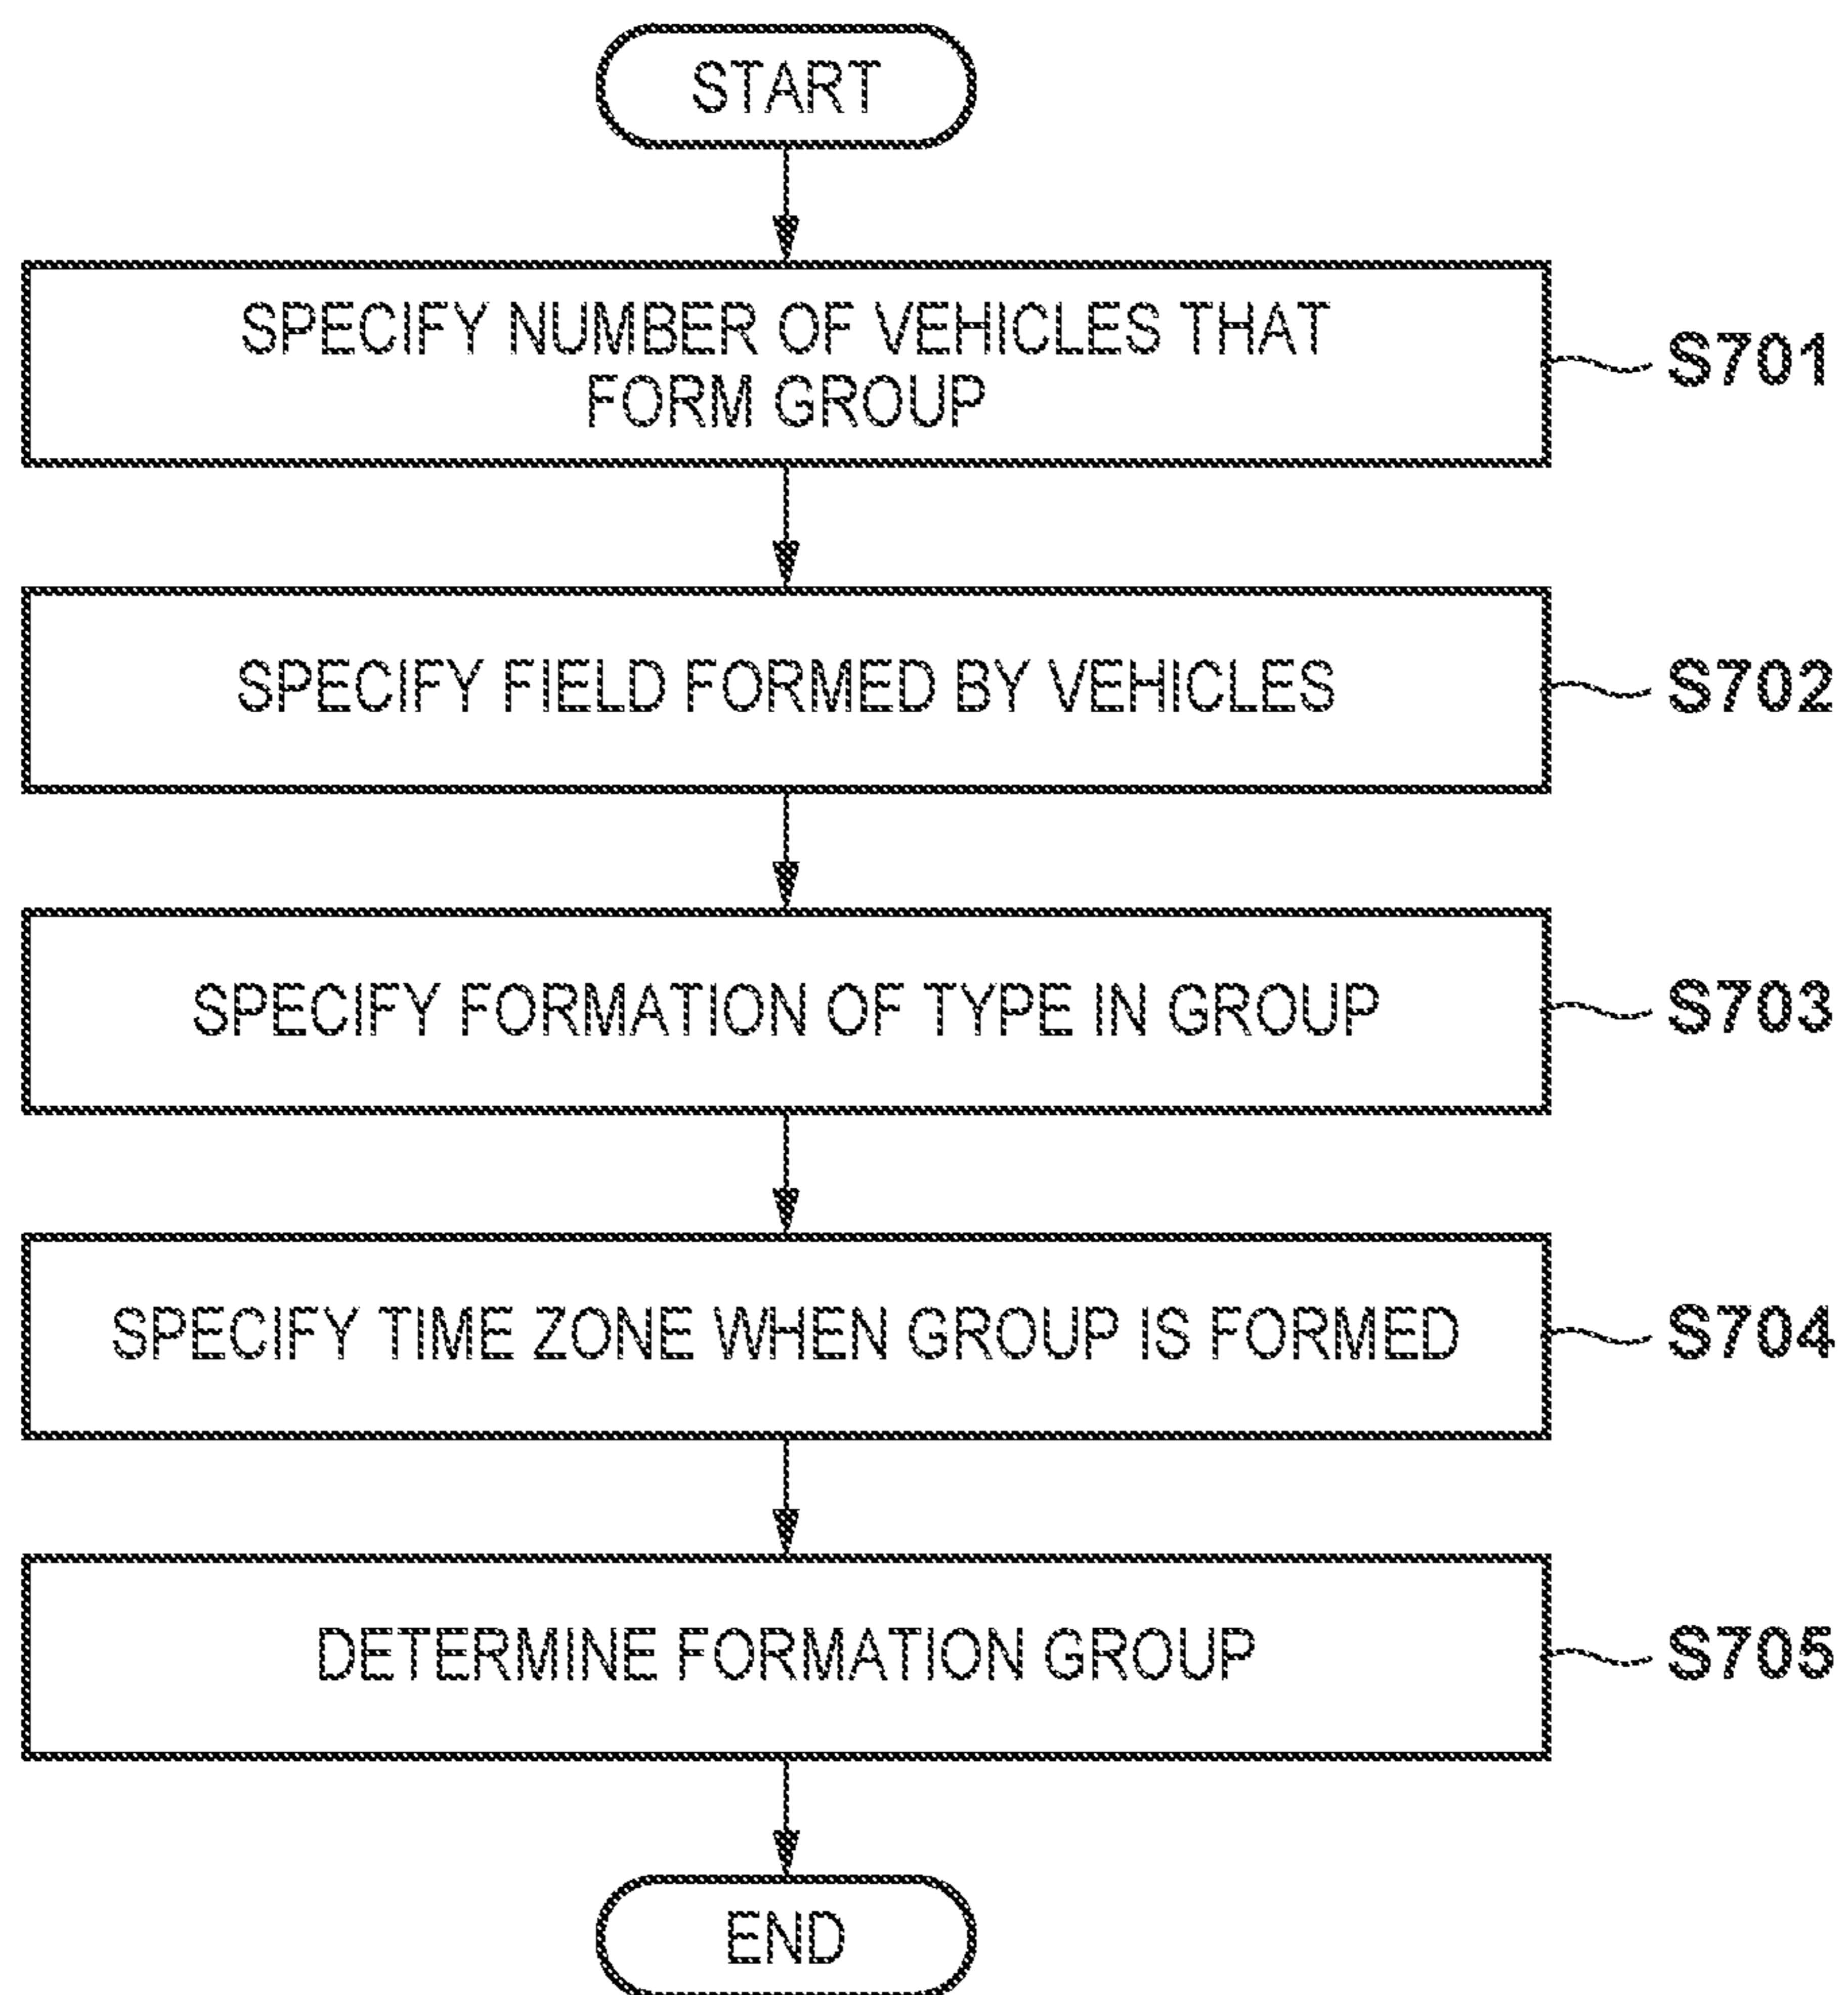 START
SPECIFY NUMBER OF VEHICLES THAT
FORM GROUP
S701
SPECIFY FIELD FORMED BY VEHICLES
S702
SPECIFY FORMATION OF TYPE IN GROUP
S703
SPECIFY TIME ZONE WHEN GROUP IS FORMED
S704
DETERMINE FORMATION GROUP
S705
END